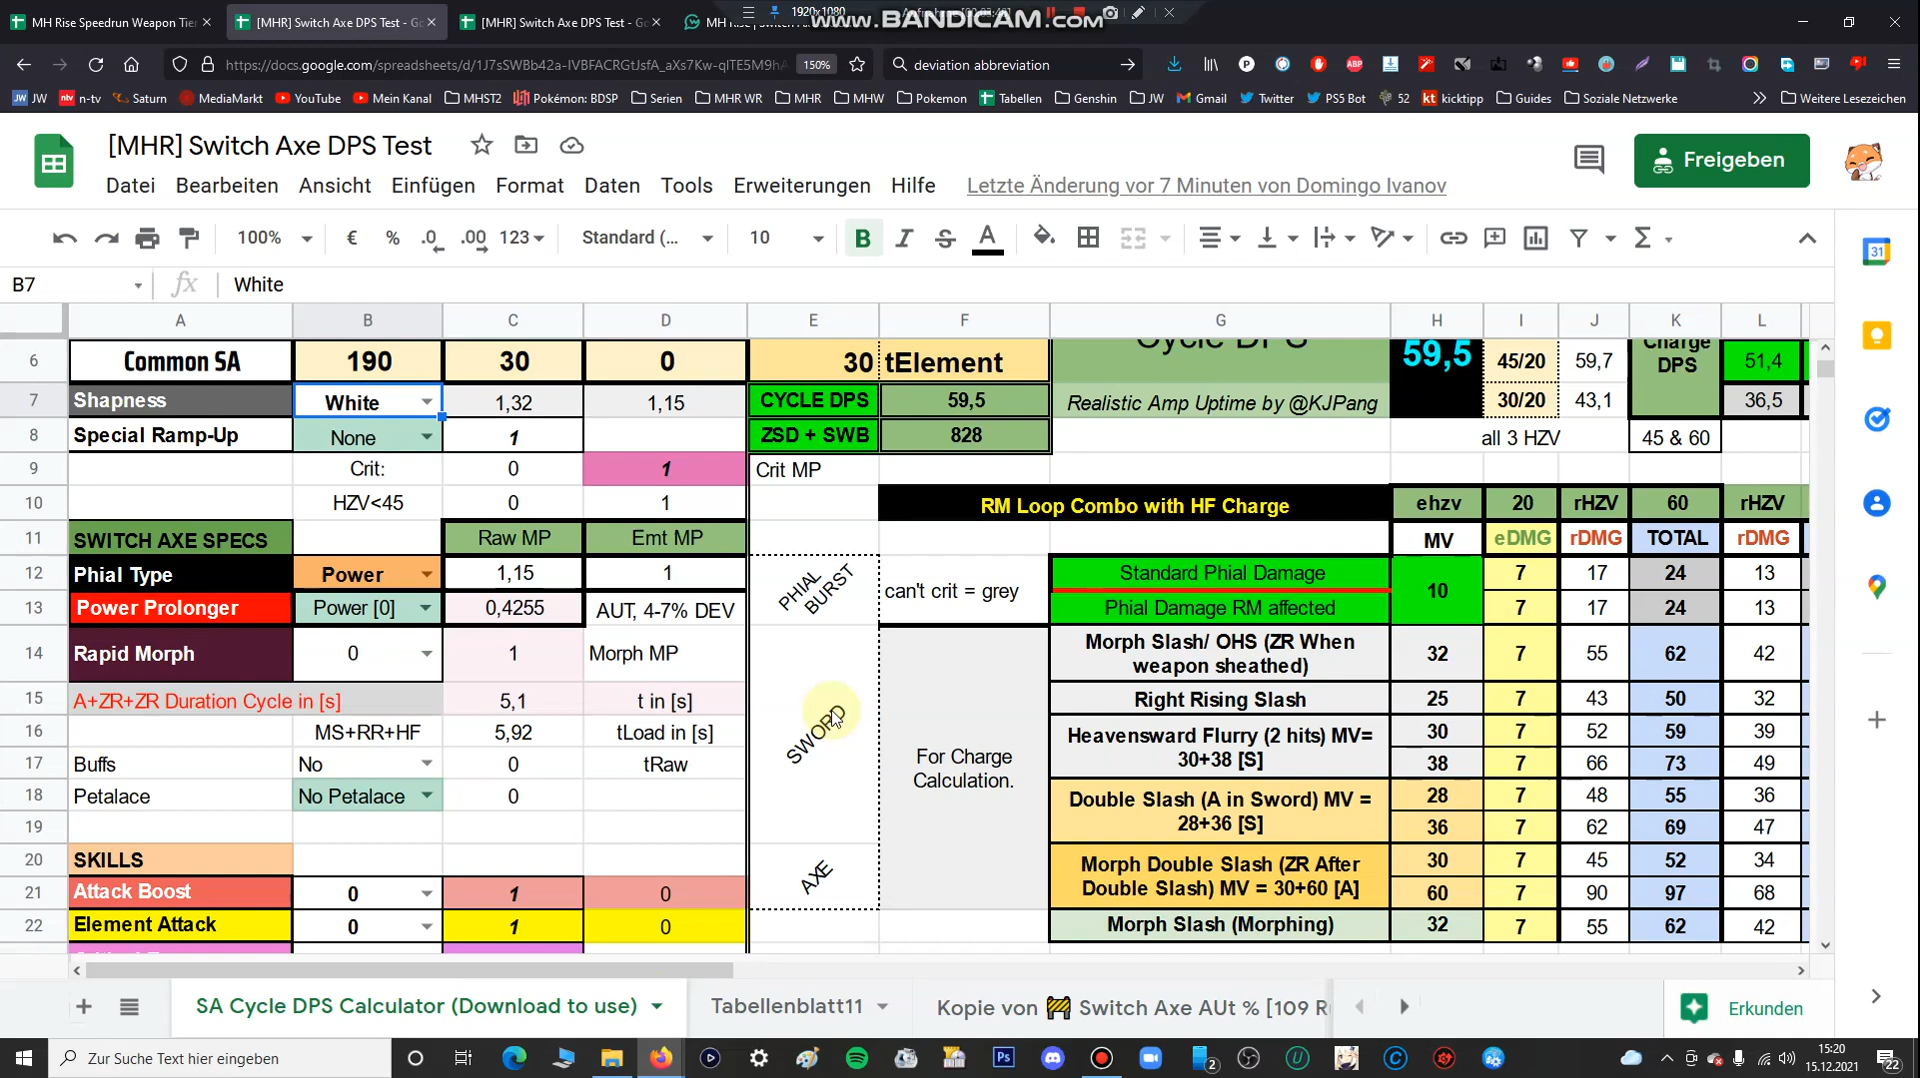 1920x1080
www.BANDICAM.com
MH Rise Speedrun Weapon Tier
[MHR] Switch Axe DPS Test - Go
[MHR] Switch Axe DPS Test - Go
https://docs.google.com/spreadsheets/d/1J7sSWBb42a-IVBFACRGtJsfA_aXs7Kw-qITE5M9hA
150%
deviation abbreviation
JW
n-tv
Saturn
MediaMarkt
YouTube
Mein Kanal
MHST2
Pokémon: BDSP
Serien
MHR WR
MHR
MHW
Pokemon
Tabellen
Genshin
JW
Gmail
Twitter
PS5 Bot
52
kicktipp
Guides
Soziale Netzwerke
Weitere Lesezeichen
[MHR] Switch Axe DPS Test
Freigeben
Datei Bearbeiten Ansicht Einfügen Format Daten Tools Erweiterungen Hilfe
Letzte Änderung vor 7 Minuten von Domingo Ivanov
100% € % .0 .00 123 Standard (... 10 B I S A
B7 fx White
A B C D E F G H I J K L
6 Common SA 190 30 0 30 tElement Cycle DPS 59,5 45/20 59,7 Charge DPS 51,4
7 Shapness White 1,32 1,15 CYCLE DPS 59,5 Realistic Amp Uptime by @KJPang 30/20 43,1 36,5
8 Special Ramp-Up None 1 ZSD + SWB 828 all 3 HZV 45 & 60
9 Crit: 0 1 Crit MP
10 HZV<45 0 1 RM Loop Combo with HF Charge ehzv 20 rHZV 60 rHZV
11 SWITCH AXE SPECS Raw MP Emt MP MV eDMG rDMG TOTAL rDMG
12 Phial Type Power 1,15 1 PHIAL BURST can't crit = grey Standard Phial Damage 10 7 17 24 13
13 Power Prolonger Power [0] 0,4255 AUT, 4-7% DEV Phial Damage RM affected 7 17 24 13
14 Rapid Morph 0 1 Morph MP Morph Slash/ OHS (ZR When weapon sheathed) 32 7 55 62 42
15 A+ZR+ZR Duration Cycle in [s] 5,1 t in [s] SWORD Right Rising Slash 25 7 43 50 32
16 MS+RR+HF 5,92 tLoad in [s] For Charge Calculation. Heavensward Flurry (2 hits) MV= 30+38 [S] 30 7 52 59 39
17 Buffs No 0 tRaw 38 7 66 73 49
18 Petalace No Petalace 0 Double Slash (A in Sword) MV = 28+36 [S] 28 7 48 55 36
19 36 7 62 69 47
20 SKILLS AXE Morph Double Slash (ZR After Double Slash) MV = 30+60 [A] 30 7 45 52 34
21 Attack Boost 0 1 0 60 7 90 97 68
22 Element Attack 0 1 0 Morph Slash (Morphing) 32 7 55 62 42
SA Cycle DPS Calculator (Download to use)
Tabellenblatt11
Kopie von 🚧 Switch Axe AUt % [109 R
Erkunden
Zur Suche Text hier eingeben
15:20
15.12.2021
22